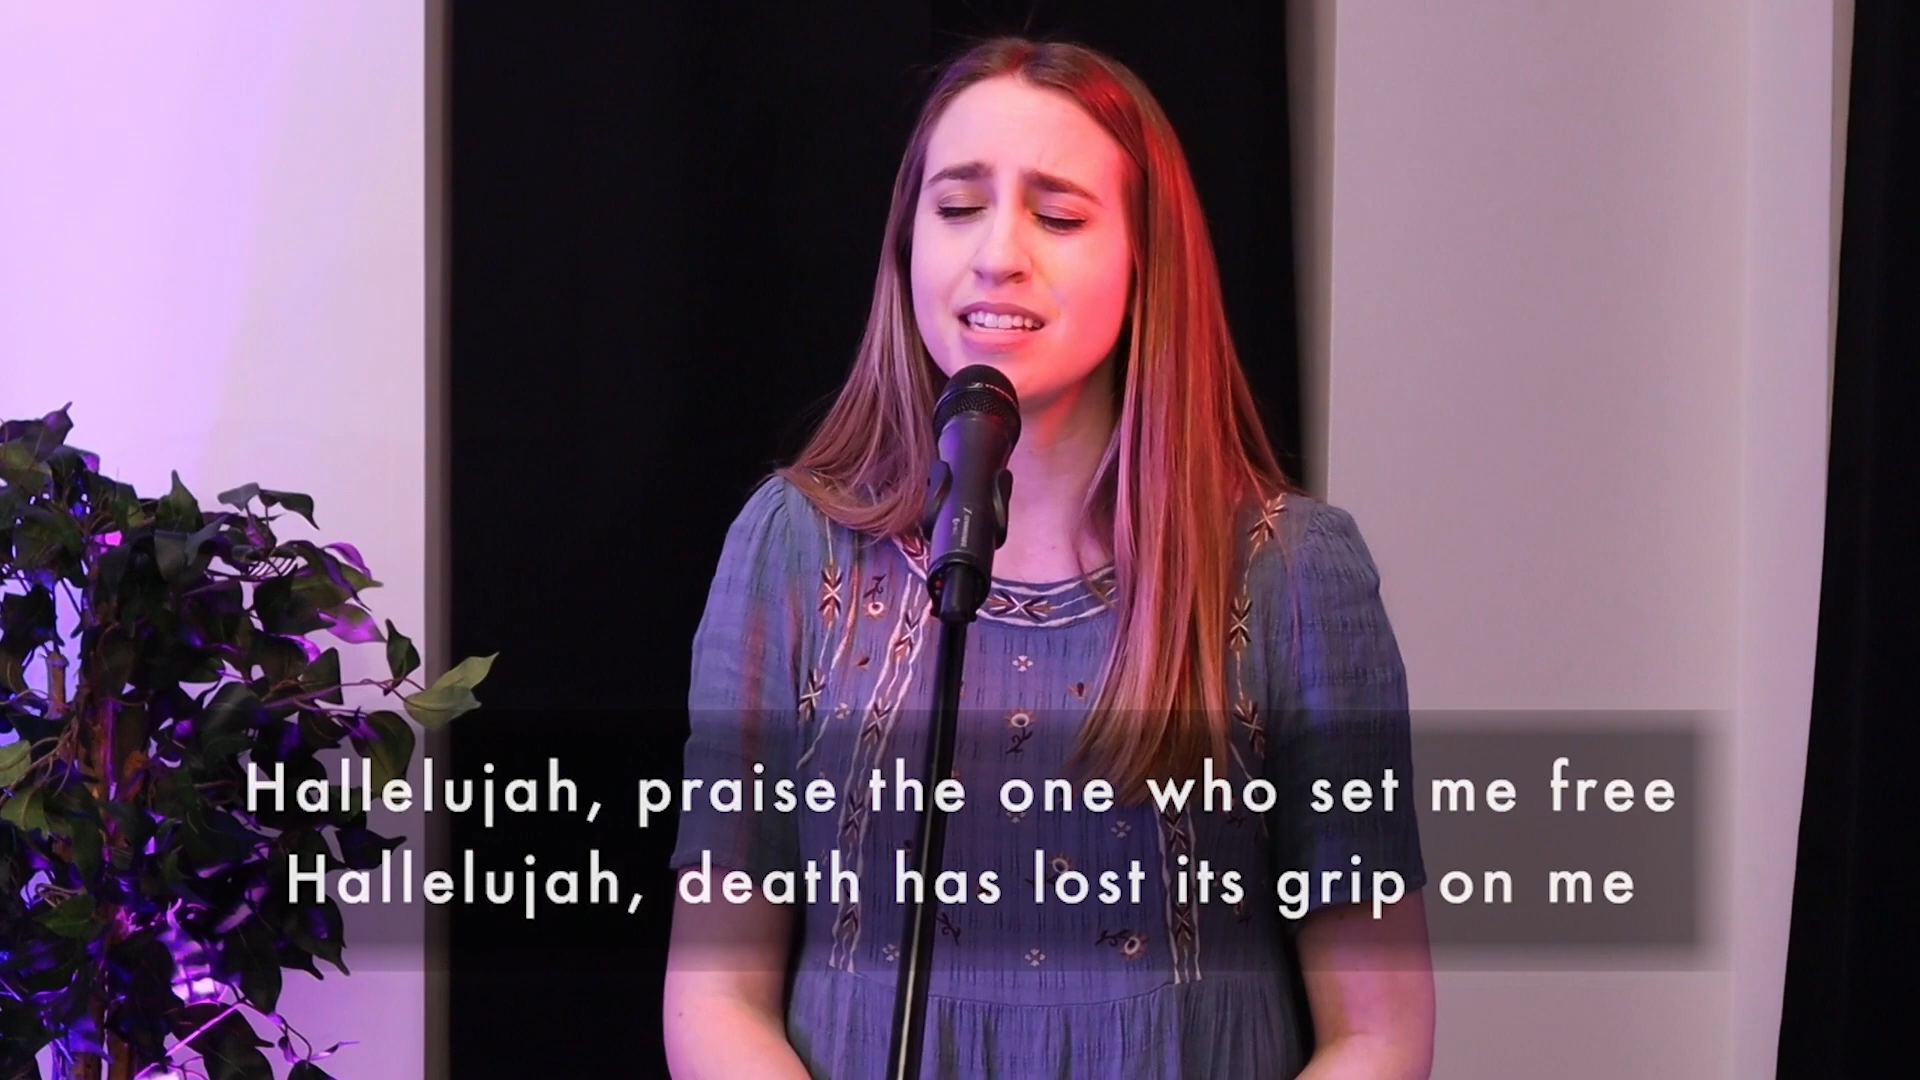 Hallelujah, praise the one who set me free
Hallelujah, death has lost its grip on me